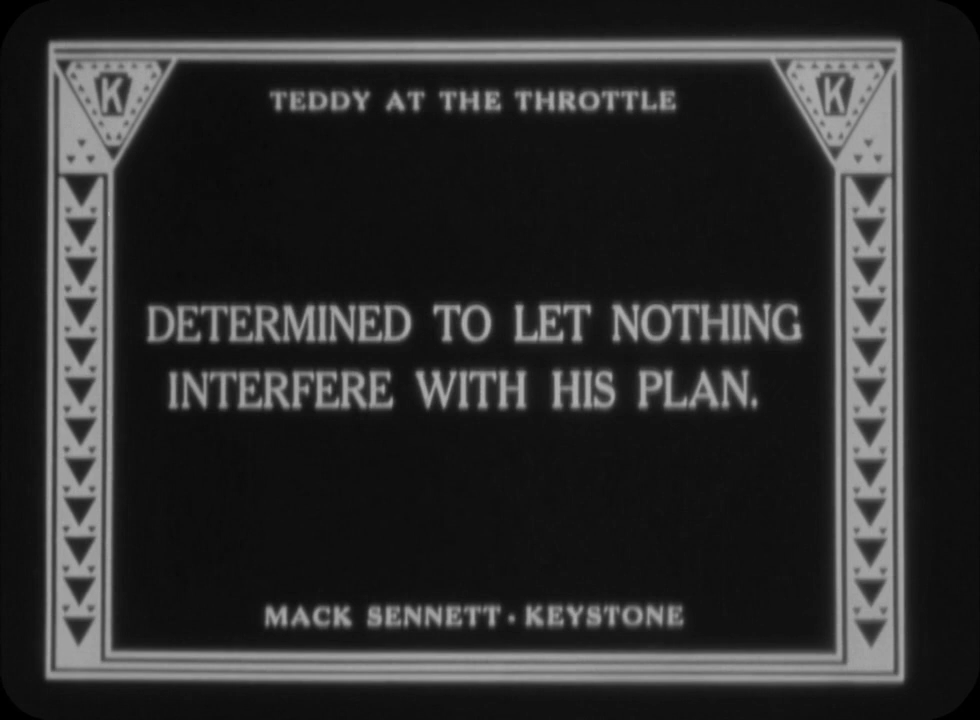 K K
TEDDY AT THE THROTTLE
DETERMINED TO LET NOTHING
INTERFERE WITH HIS PLAN.
MACK SENNETT · KEYSTONE